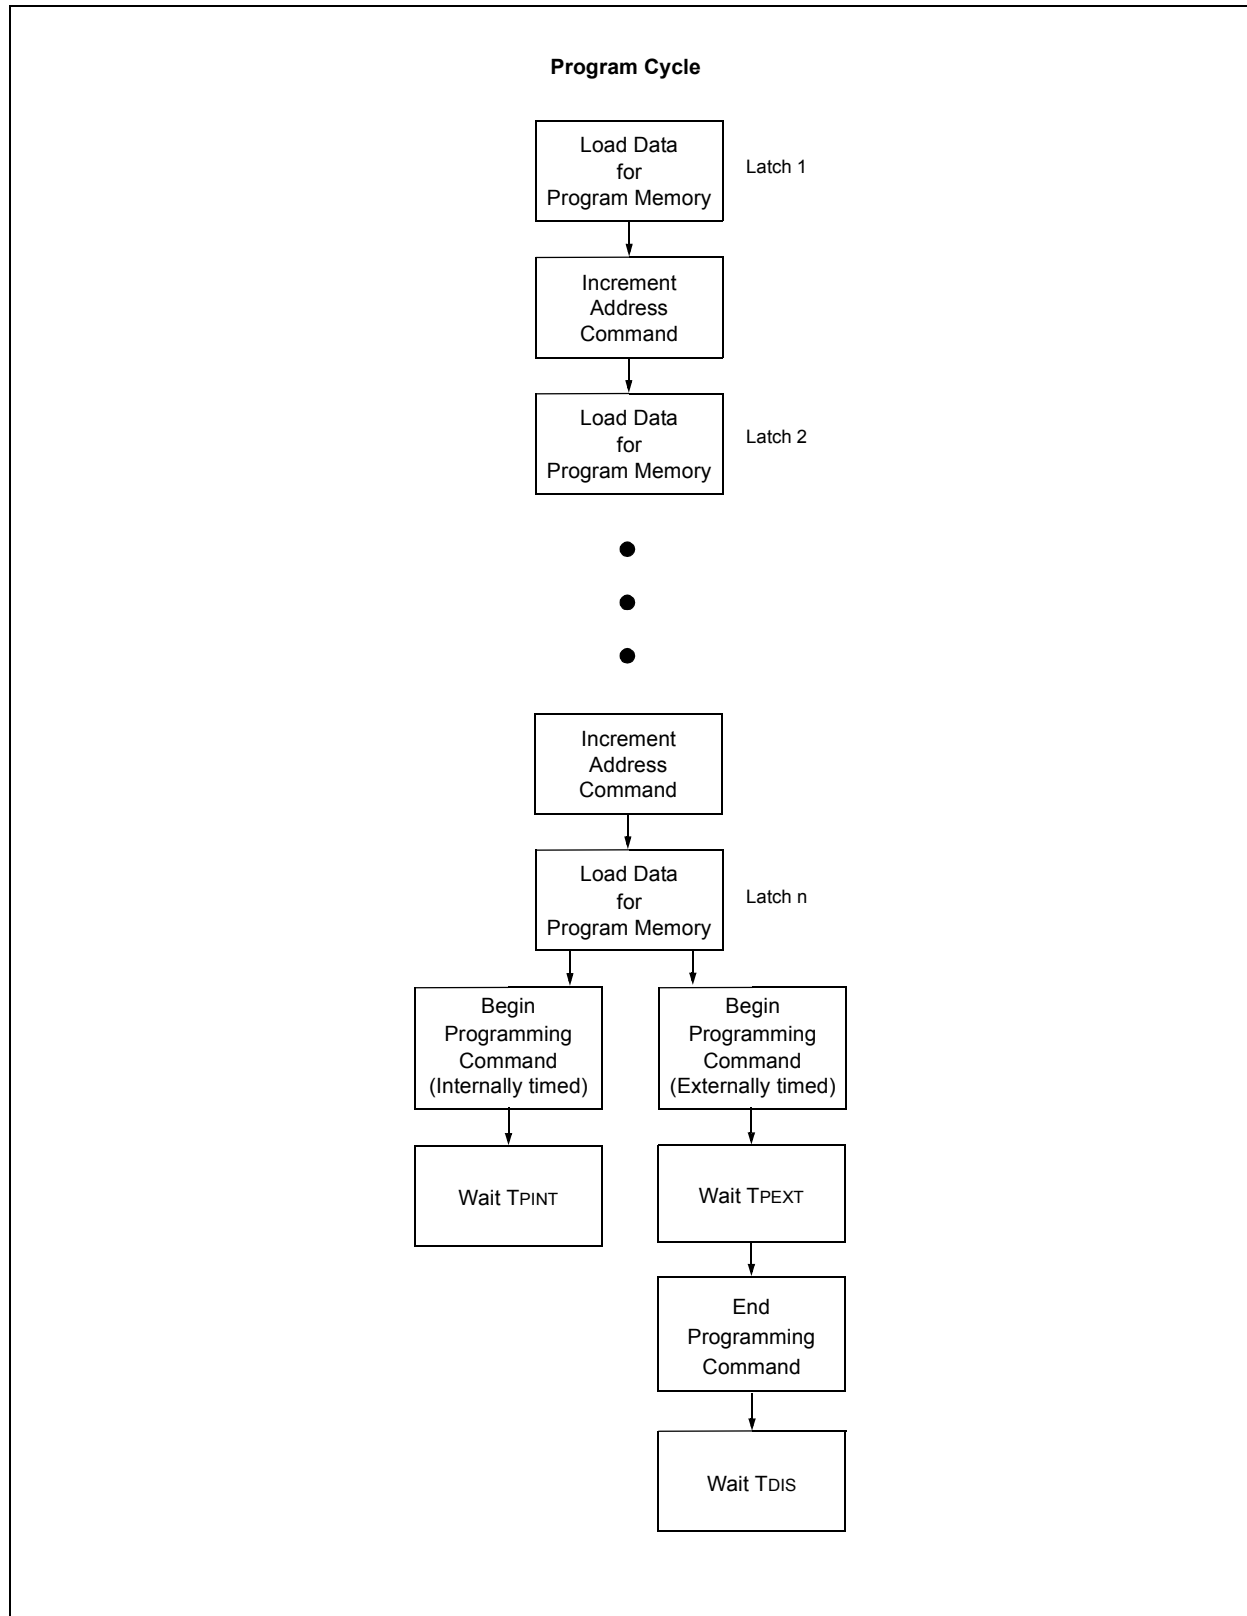 Program Cycle
Load Data
for
Program Memory
Latch 1
Increment
Address
Command
Load Data
for
Program Memory
Latch 2
Increment
Address
Command
Load Data
for
Program Memory
Latch n
Begin
Programming
Command
(Internally timed)
Begin
Programming
Command
(Externally timed)
Wait TPINT
Wait TPEXT
End
Programming
Command
Wait TDIS